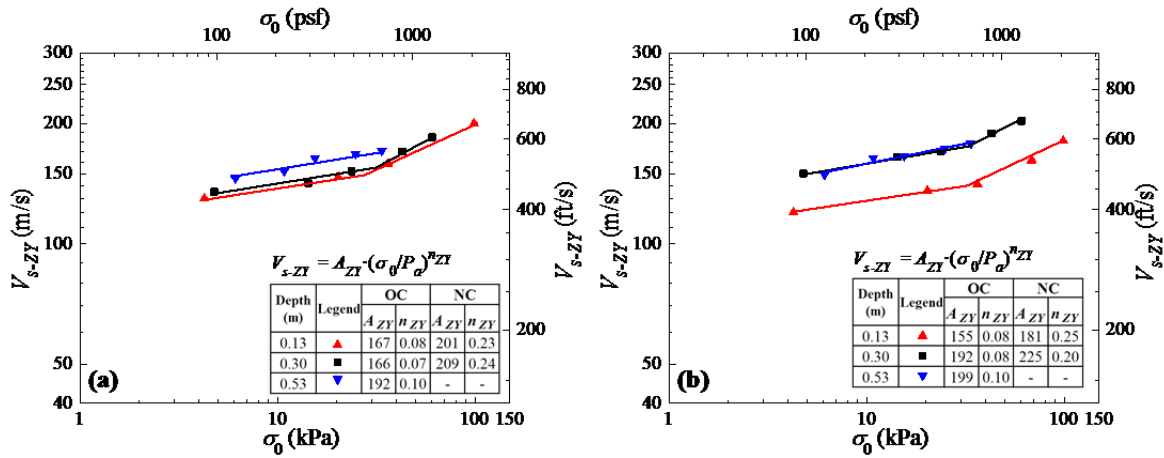 σ0 (psf)
100 1000
300
250
200
150
100
50
40
Vs-ZY (m/s)
800
600
400
200
Vs-ZY (ft/s)
Vs-ZY = AZY·(σ0/Pa)^nZY
Depth (m) Legend OC NC
AZY nZY AZY nZY
0.13 167 0.08 201 0.23
0.30 166 0.07 209 0.24
0.53 192 0.10 - -
(a)
1 10 100 150
σ0 (kPa)
σ0 (psf)
100 1000
300
250
200
150
100
50
40
Vs-ZY (m/s)
800
600
400
200
Vs-ZY (ft/s)
Vs-ZY = AZY·(σ0/Pa)^nZY
Depth (m) Legend OC NC
AZY nZY AZY nZY
0.13 155 0.08 181 0.25
0.30 192 0.08 225 0.20
0.53 199 0.10 - -
(b)
1 10 100 150
σ0 (kPa)